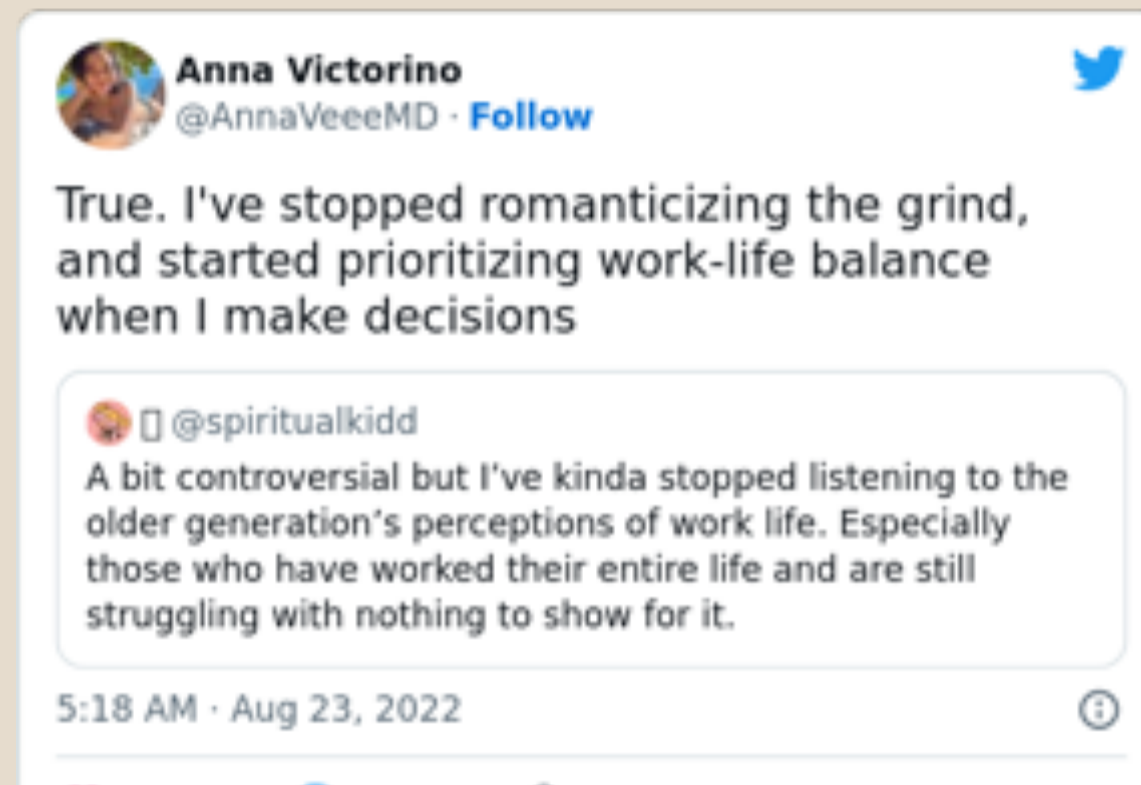 Anna Victorino
@AnnaVeeeMD · Follow
True. I've stopped romanticizing the grind,
and started prioritizing work-life balance
when I make decisions
@spiritualkidd
A bit controversial but I’ve kinda stopped listening to the
older generation’s perceptions of work life. Especially
those who have worked their entire life and are still
struggling with nothing to show for it.
5:18 AM · Aug 23, 2022